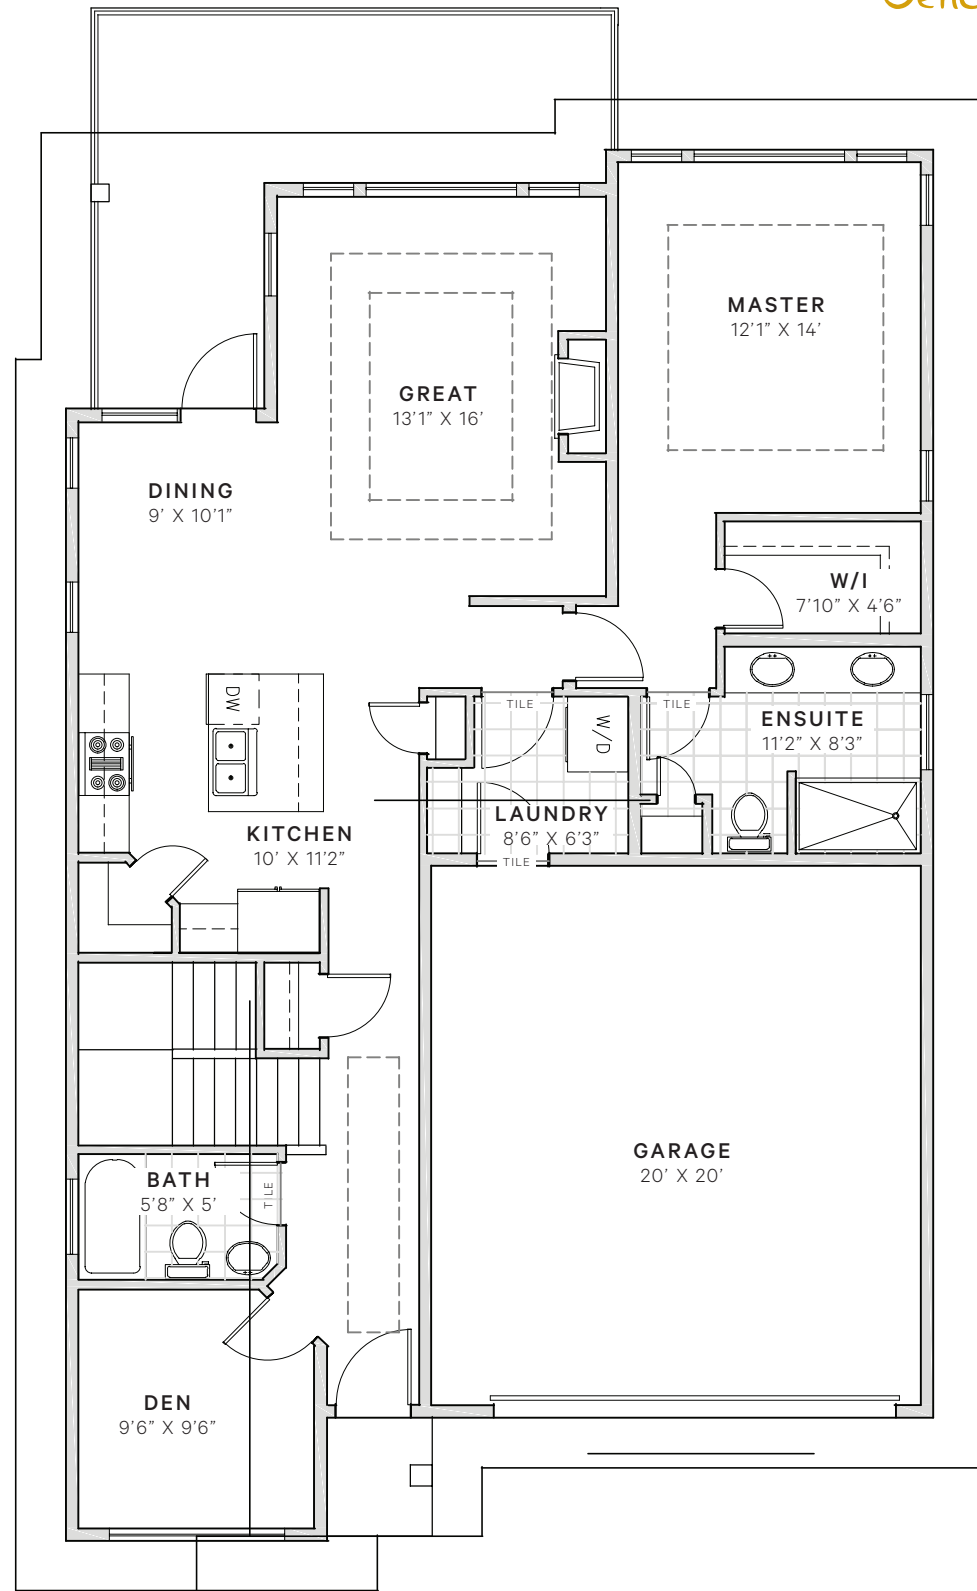 MASTER
12'1" X 14'
GREAT
13'1" X 16'
DINING
9' X 10'1"
W/I
7'10" X 4'6"
DW
TILE
W/D
TILE
ENSUITE
11'2" X 8'3"
LAUNDRY
8'6" X 6'3"
TILE
KITCHEN
10' X 11'2"
GARAGE
20' X 20'
BATH
5'8" X 5'
TILE
DEN
9'6" X 9'6"